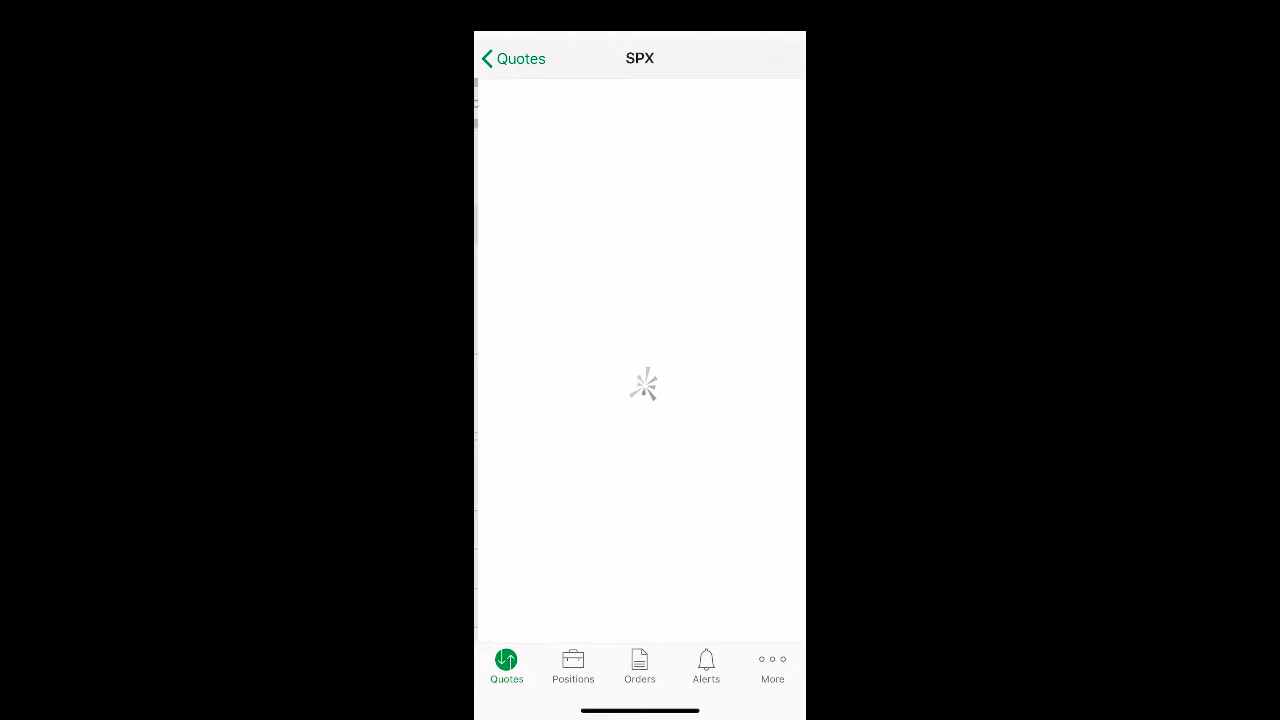 Quotes
SPX
Quotes
Positions
Orders
Alerts
More